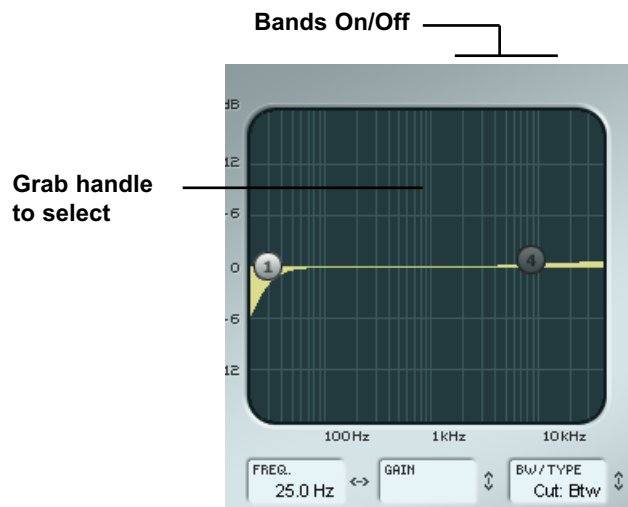 Bands On/Off
dB
12
Grab handle
to select
-6
0
1
4
-6
12
100Hz 1kHz 10kHz
FREQ. GAIN BW/TYPE
25.0 Hz Cut: Btw